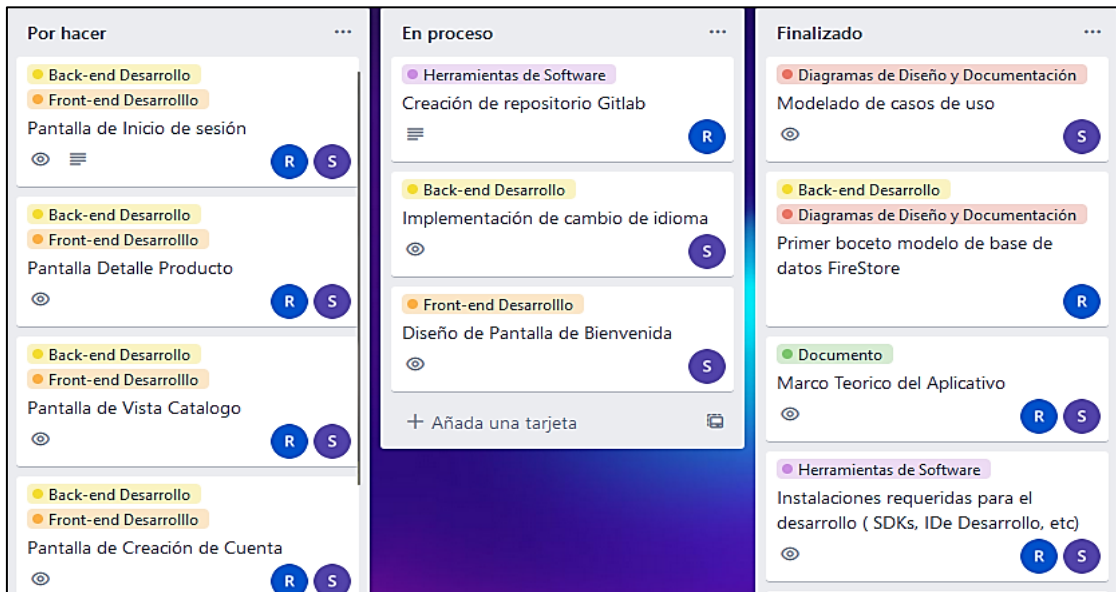 Por hacer
Back-end Desarrollo
Front-end Desarrolllo
Pantalla de Inicio de sesión
R S
Back-end Desarrollo
Front-end Desarrolllo
Pantalla Detalle Producto
R S
Back-end Desarrollo
Front-end Desarrolllo
Pantalla de Vista Catalogo
R S
Back-end Desarrollo
Front-end Desarrolllo
Pantalla de Creación de Cuenta
R S
En proceso
Herramientas de Software
Creación de repositorio Gitlab
R
Back-end Desarrollo
Implementación de cambio de idioma
S
Front-end Desarrolllo
Diseño de Pantalla de Bienvenida
S
+ Añada una tarjeta
Finalizado
Diagramas de Diseño y Documentación
Modelado de casos de uso
S
Back-end Desarrollo
Diagramas de Diseño y Documentación
Primer boceto modelo de base de
datos FireStore
R
Documento
Marco Teorico del Aplicativo
R S
Herramientas de Software
Instalaciones requeridas para el
desarrollo ( SDKs, IDe Desarrollo, etc)
R S